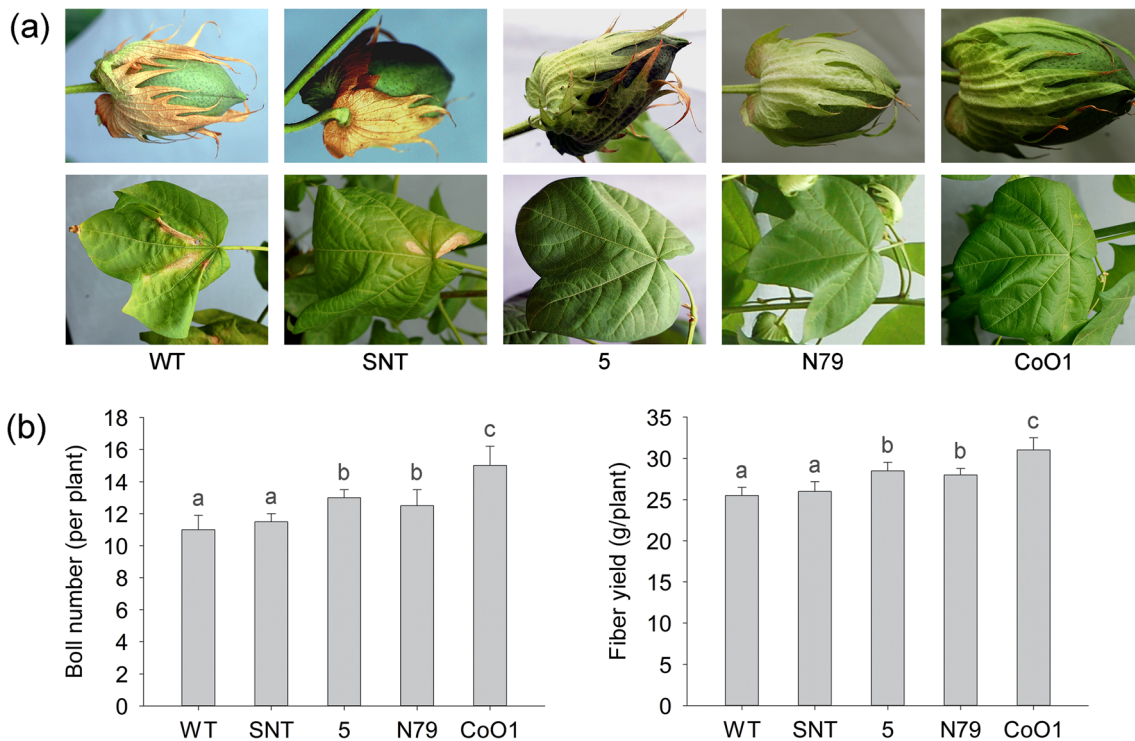 (a)
WT SNT 5 N79 CoO1
(b)
Boll number (per plant)
18
16
14
12
10
8
6
4
2
0
a a b b c
WT SNT 5 N79 CoO1
Fiber yield (g/plant)
35
30
25
20
15
10
5
0
a a b b c
WT SNT 5 N79 CoO1